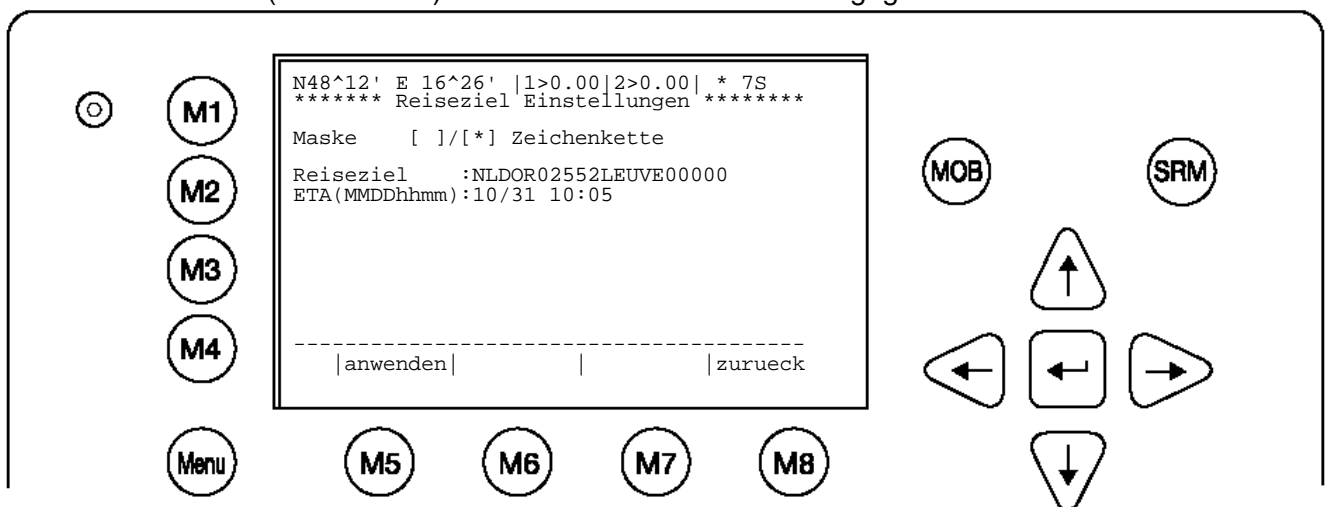 N48^12' E 16^26' |1>0.00|2>0.00| * 7S
******* Reiseziel Einstellungen ********
Maske [ ]/[*] Zeichenkette
Reiseziel :NLDOR02552LEUVE00000
ETA(MMDDhhmm):10/31 10:05
----------------------------------------
|anwenden| | |zurueck
M1
M2
M3
M4
MOB
SRM
Menu
M5
M6
M7
M8